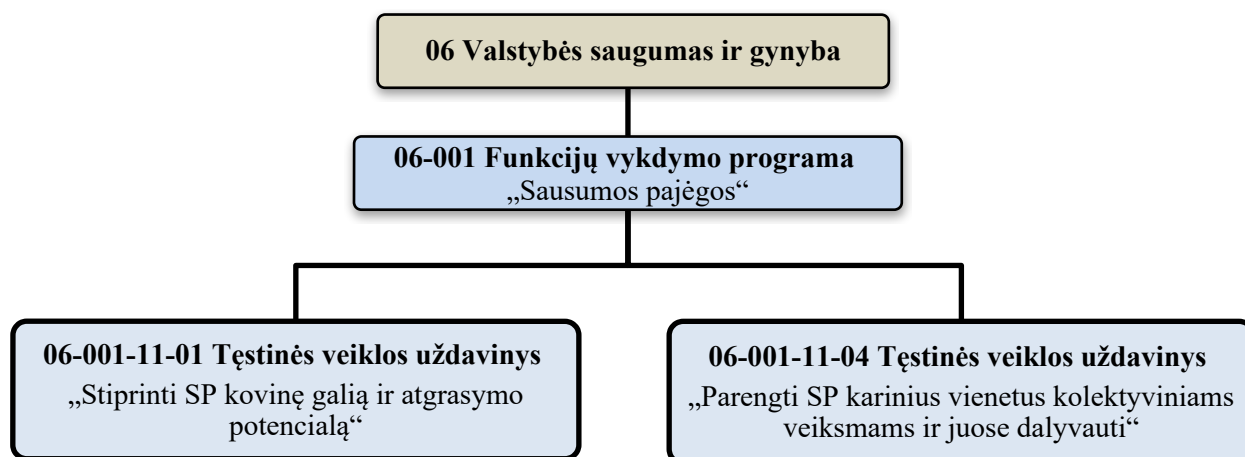 06 Valstybės saugumas ir gynyba
06-001 Funkcijų vykdymo programa
„Sausumos pajėgos“
06-001-11-01 Tęstinės veiklos uždavinys
„Stiprinti SP kovinę galią ir atgrasymo
potencialą“
06-001-11-04 Tęstinės veiklos uždavinys
„Parengti SP karinius vienetus kolektyviniams
veiksmams ir juose dalyvauti“